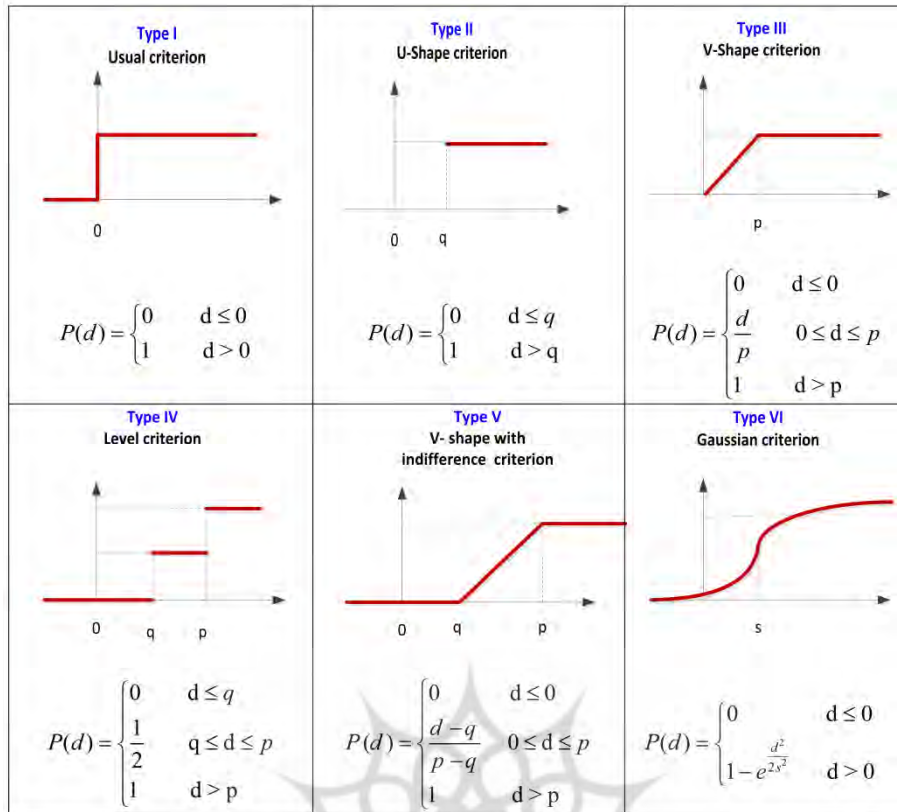 Type I
Usual criterion
0
P(d) = {0 d ≤ 0
1 d > 0
Type II
U-Shape criterion
0 q
P(d) = {0 d ≤ q
1 d > q
Type III
V-Shape criterion
p
P(d) = {0 d ≤ 0
d/p 0 ≤ d ≤ p
1 d > p
Type IV
Level criterion
0 q p
P(d) = {0 d ≤ q
1/2 q ≤ d ≤ p
1 d > p
Type V
V- shape with
indifference criterion
0 q p
P(d) = {0 d ≤ 0
d − q/p − q 0 ≤ d ≤ p
1 d > p
Type VI
Gaussian criterion
s
P(d) = {0 d ≤ 0
1 − e^{d²/2s²} d > 0